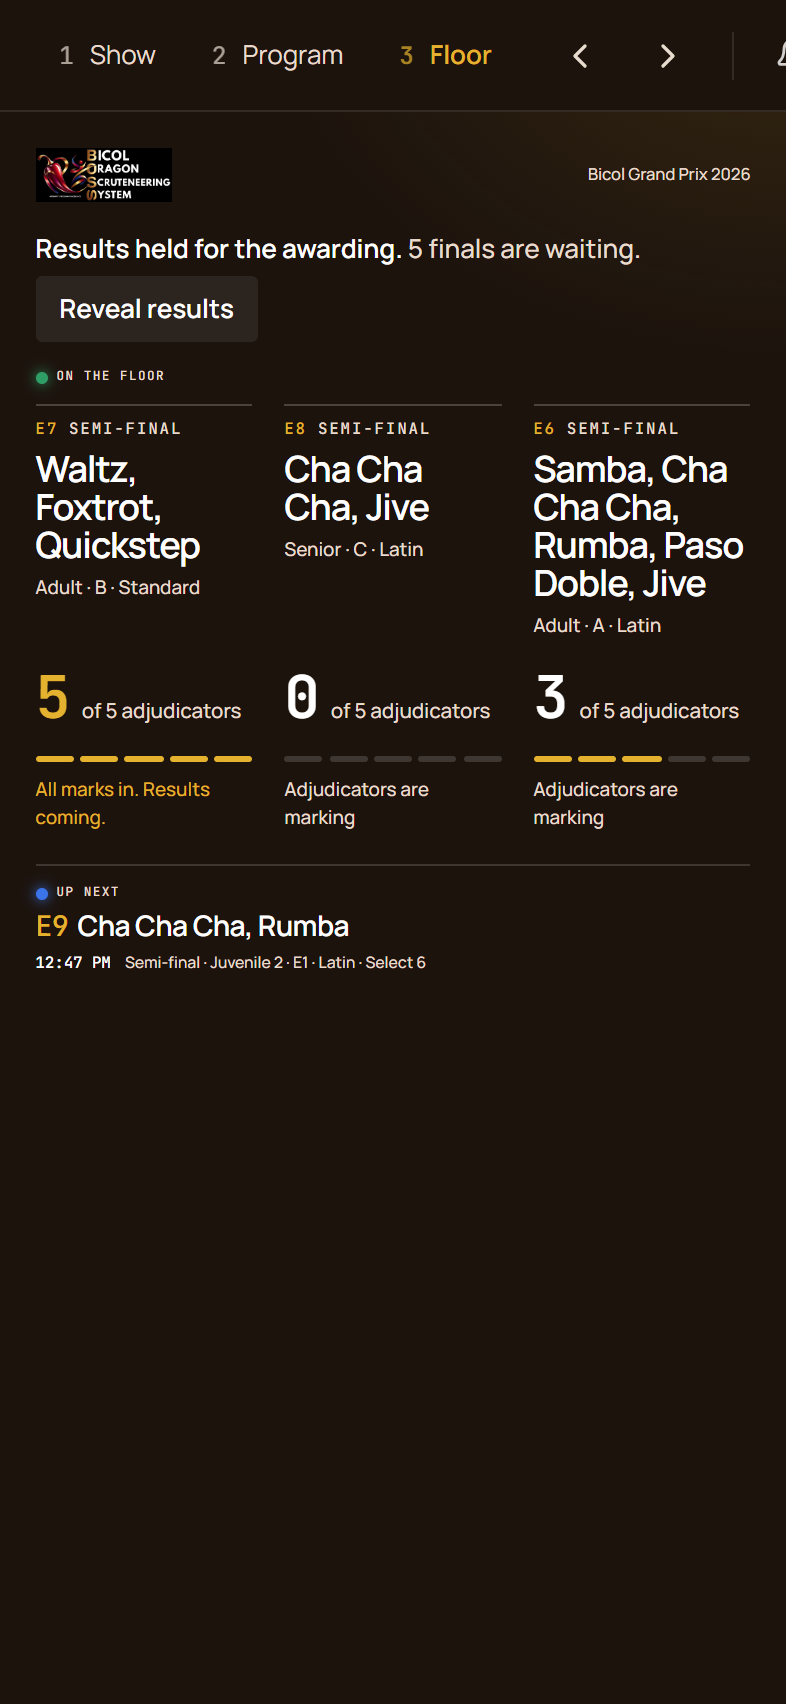 1 Show 2 Program 3 Floor
BICOL
DRAGON
SCRUTENEERING
SYSTEM
Bicol Grand Prix 2026
Results held for the awarding. 5 finals are waiting.
Reveal results
ON THE FLOOR
E7 SEMI-FINAL
Waltz,
Foxtrot,
Quickstep
Adult · B · Standard
5 of 5 adjudicators
All marks in. Results
coming.
E8 SEMI-FINAL
Cha Cha
Cha, Jive
Senior · C · Latin
0 of 5 adjudicators
Adjudicators are
marking
E6 SEMI-FINAL
Samba, Cha
Cha Cha,
Rumba, Paso
Doble, Jive
Adult · A · Latin
3 of 5 adjudicators
Adjudicators are
marking
UP NEXT
E9 Cha Cha Cha, Rumba
12:47 PM Semi-final · Juvenile 2 · E1 · Latin · Select 6